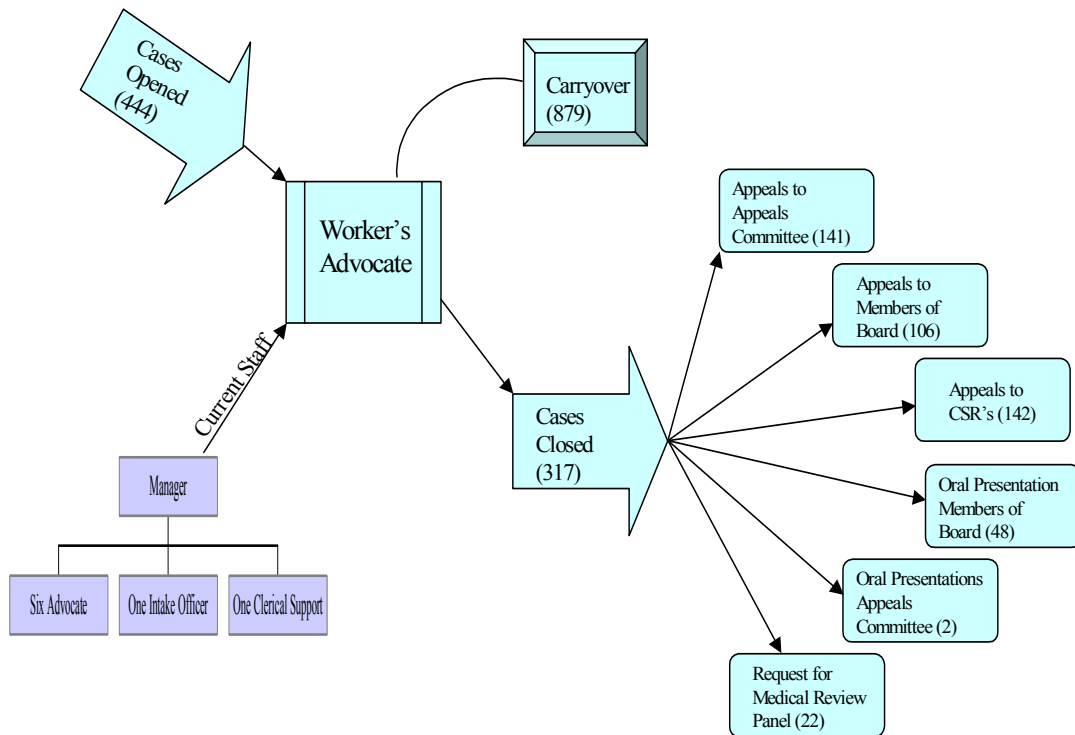 Cases
Opened
(444)
Carryover
(879)
Worker's
Advocate
Appeals to
Appeals
Committee (141)
Appeals to
Members of
Board (106)
Appeals to
CSR's (142)
Current Staff
Cases
Closed
(317)
Manager
Oral Presentation
Members of
Board (48)
Six Advocate
One Intake Officer
One Clerical Support
Oral Presentations
Appeals
Committee (2)
Request for
Medical Review
Panel (22)